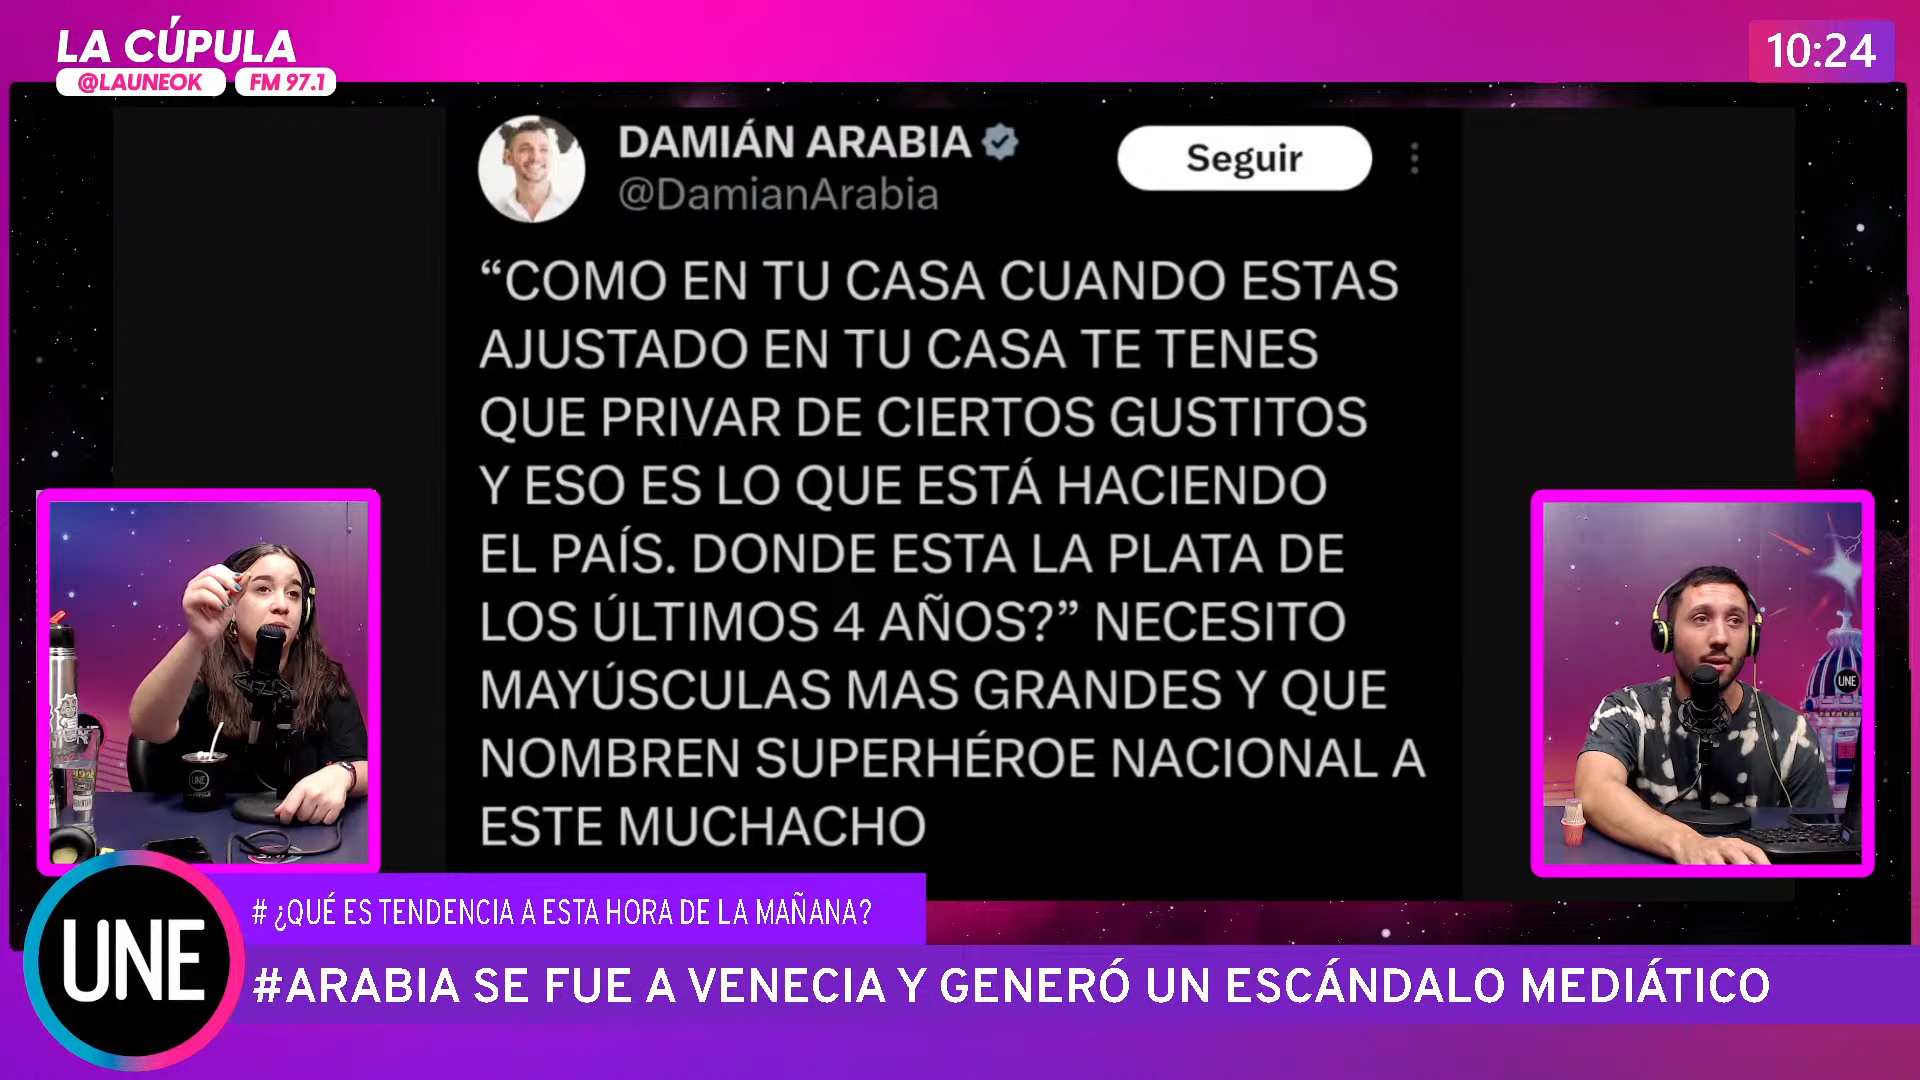 LA CÚPULA
@LAUNEOK FM 97.1
10:24
DAMIÁN ARABIA
@DamianArabia
Seguir
“COMO EN TU CASA CUANDO ESTAS
AJUSTADO EN TU CASA TE TENES
QUE PRIVAR DE CIERTOS GUSTITOS
Y ESO ES LO QUE ESTÁ HACIENDO
EL PAÍS. DONDE ESTA LA PLATA DE
LOS ÚLTIMOS 4 AÑOS?” NECESITO
MAYÚSCULAS MAS GRANDES Y QUE
NOMBREN SUPERHÉROE NACIONAL A
ESTE MUCHACHO
UNE
UNE
UNE
# ¿QUÉ ES TENDENCIA A ESTA HORA DE LA MAÑANA?
#ARABIA SE FUE A VENECIA Y GENERÓ UN ESCÁNDALO MEDIÁTICO